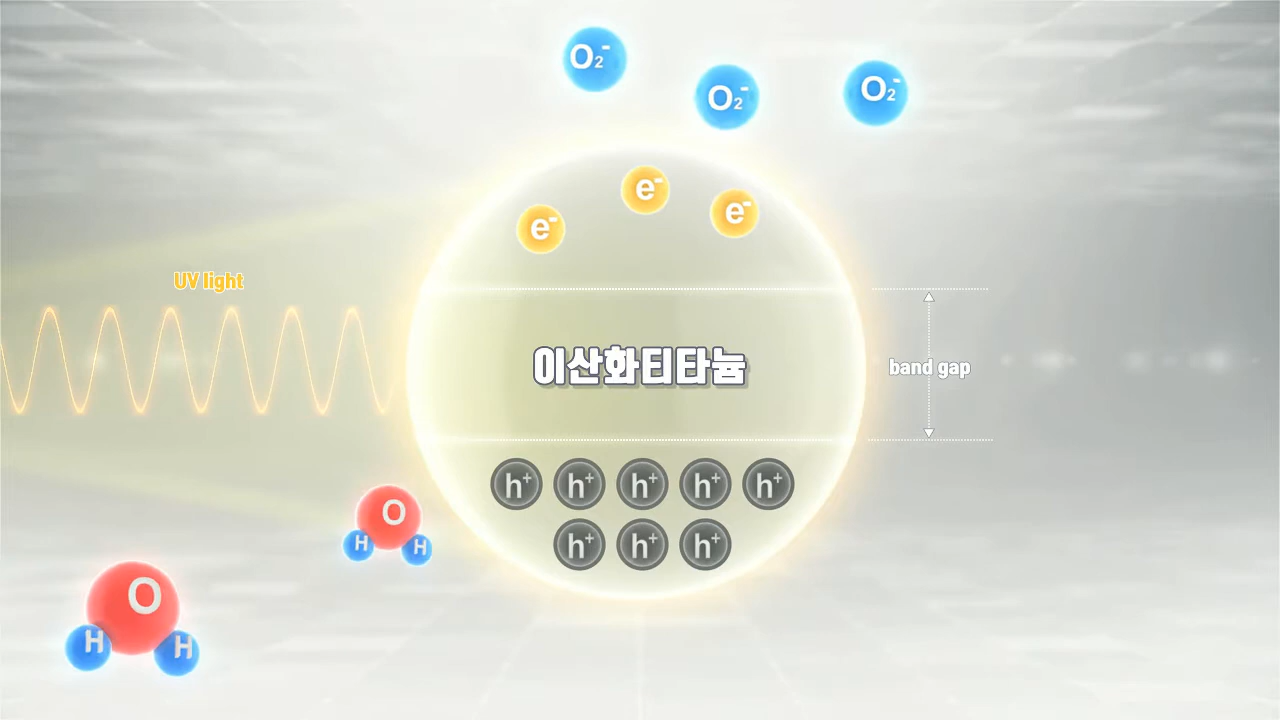 O₂⁻
O₂⁻
O₂⁻
e⁻
e⁻
e⁻
UV light
이산화티타늄
band gap
h⁺ h⁺ h⁺ h⁺ h⁺
h⁺ h⁺ h⁺
O
H H
O
H H